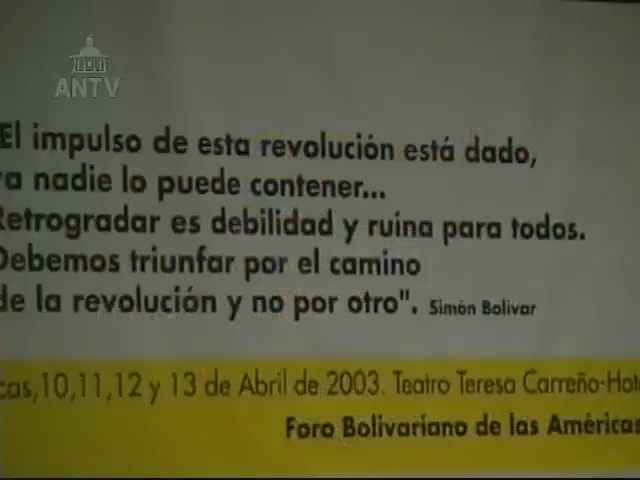 ANTV
El impulso de esta revolución está dado,
a nadie lo puede contener...
Retrogradar es debilidad y ruina para todos.
Debemos triunfar por el camino
de la revolución y no por otro". Simón Bolivar
cas,10,11,12 y 13 de Abril de 2003. Teatro Teresa Carreño-Hot
Foro Bolivariano de las Américas